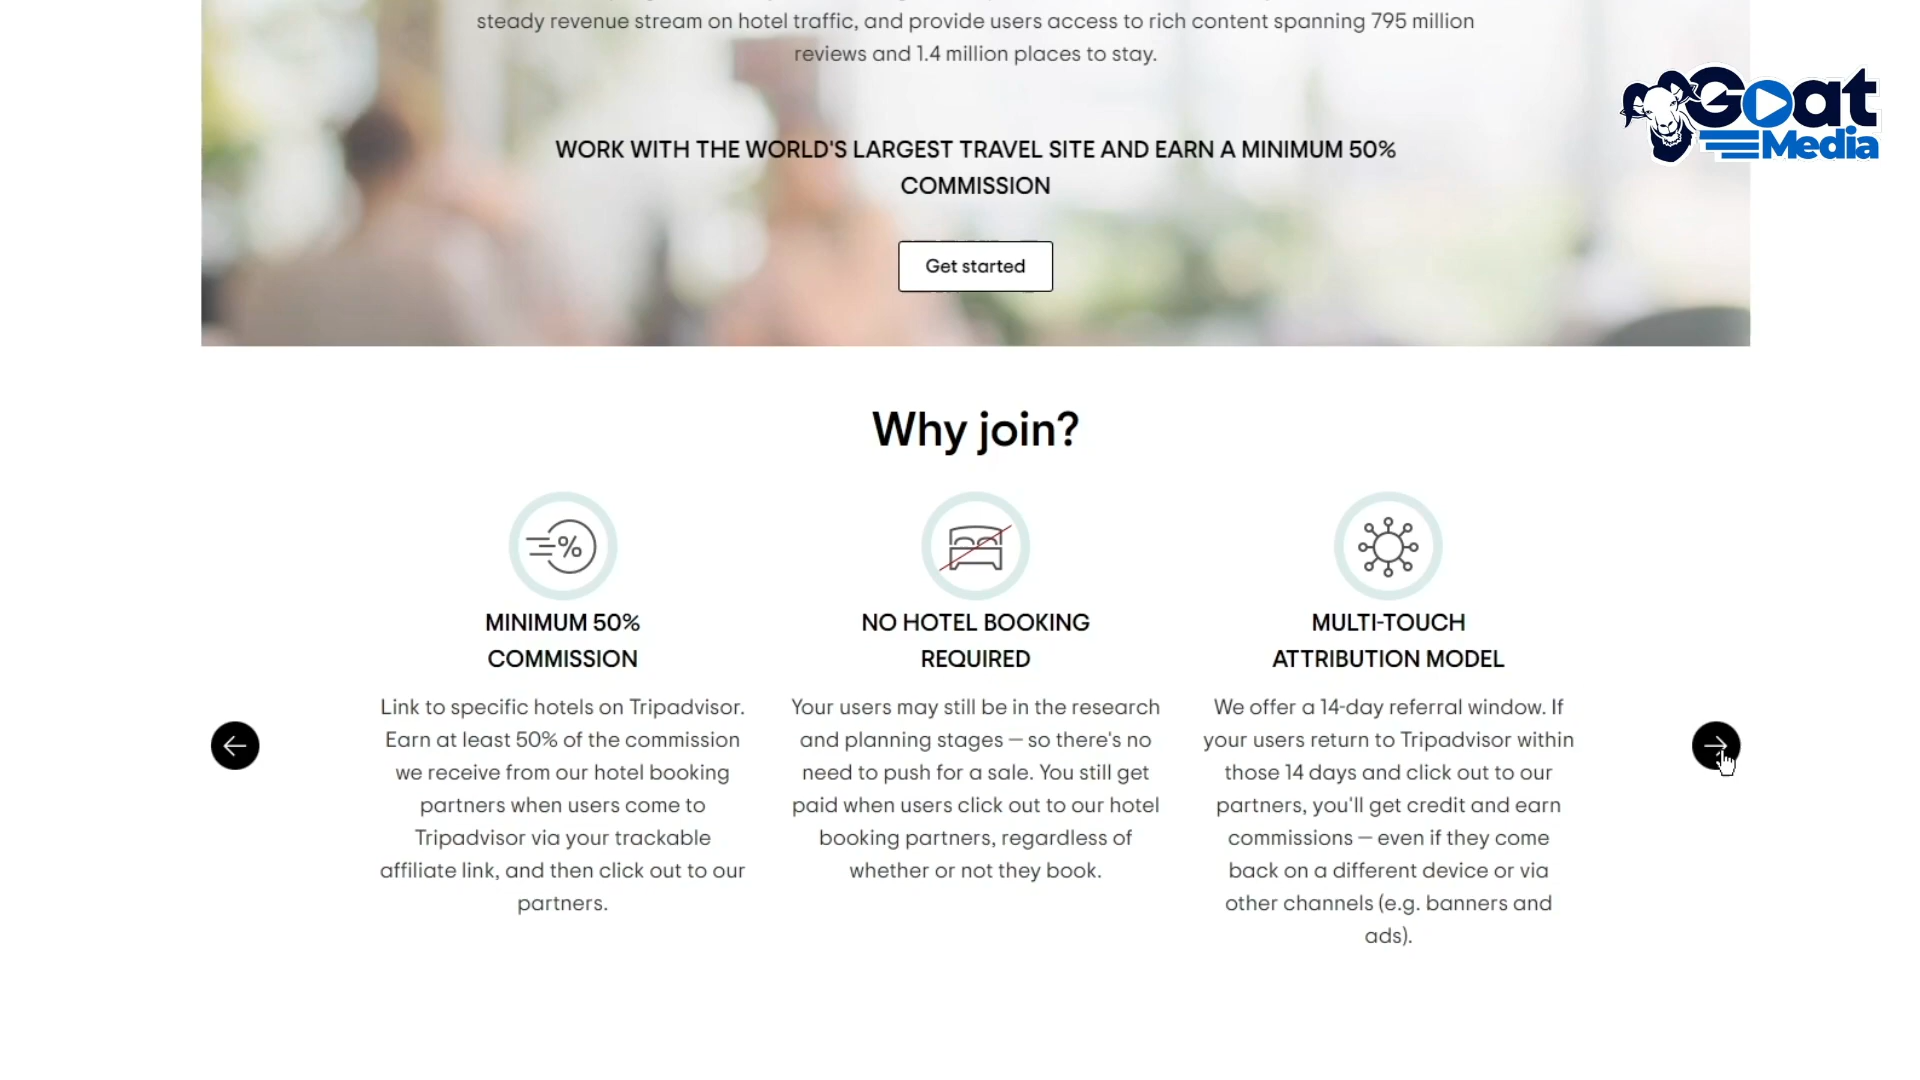 steady revenue stream on hotel traffic, and provide users access to rich content spanning 795 million
reviews and 1.4 million places to stay.
Goat
Media
WORK WITH THE WORLD'S LARGEST TRAVEL SITE AND EARN A MINIMUM 50%
COMMISSION
Get started
Why join?
%
MINIMUM 50%
COMMISSION
Link to specific hotels on Tripadvisor.
Earn at least 50% of the commission
we receive from our hotel booking
partners when users come to
Tripadvisor via your trackable
affiliate link, and then click out to our
partners.
NO HOTEL BOOKING
REQUIRED
Your users may still be in the research
and planning stages — so there's no
need to push for a sale. You still get
paid when users click out to our hotel
booking partners, regardless of
whether or not they book.
MULTI-TOUCH
ATTRIBUTION MODEL
We offer a 14-day referral window. If
your users return to Tripadvisor within
those 14 days and click out to our
partners, you'll get credit and earn
commissions — even if they come
back on a different device or via
other channels (e.g. banners and
ads).